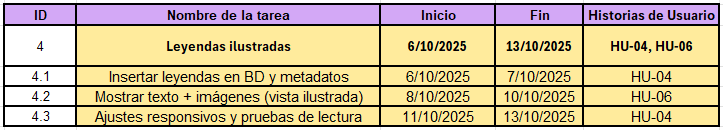 ID Nombre de la tarea Inicio Fin Historias de Usuario
4 Leyendas ilustradas 6/10/2025 13/10/2025 HU-04, HU-06
4.1 Insertar leyendas en BD y metadatos 6/10/2025 7/10/2025 HU-04
4.2 Mostrar texto + imágenes (vista ilustrada) 8/10/2025 10/10/2025 HU-06
4.3 Ajustes responsivos y pruebas de lectura 11/10/2025 13/10/2025 HU-04